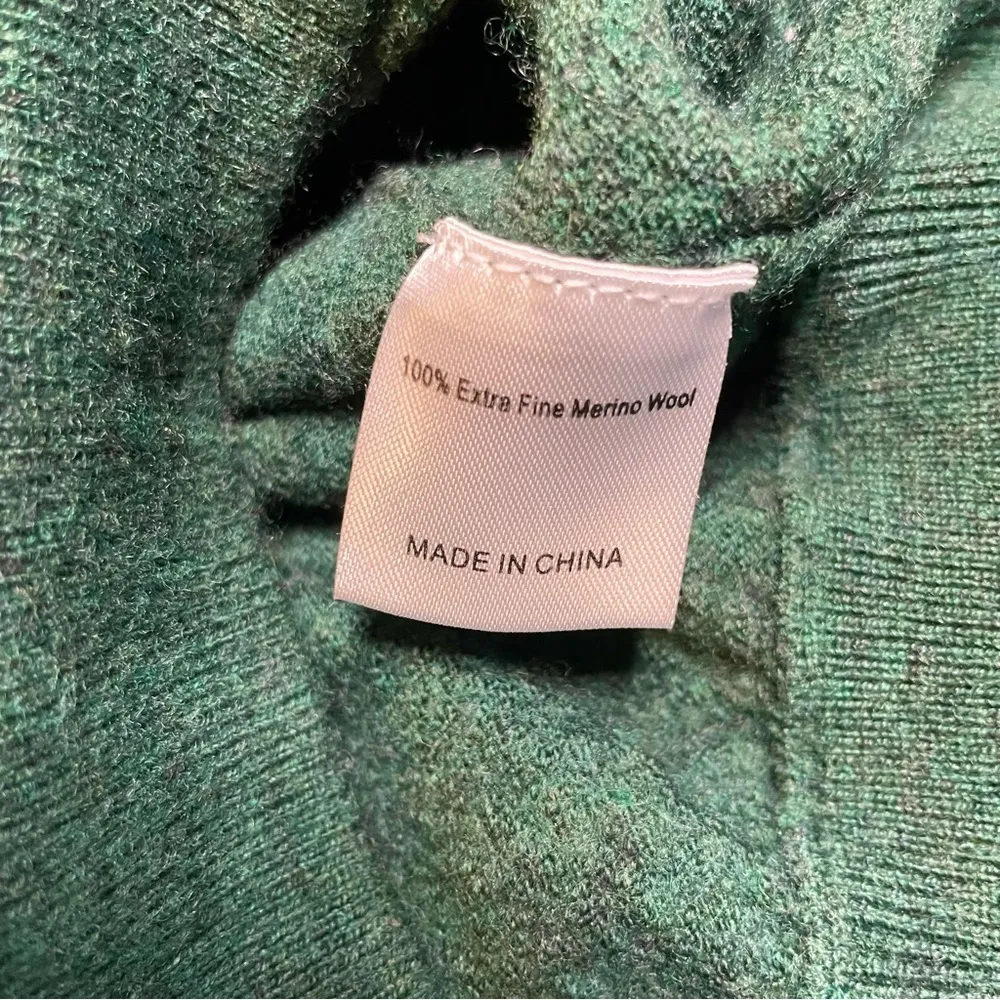 100% Extra Fine Merino Wool
MADE IN CHINA